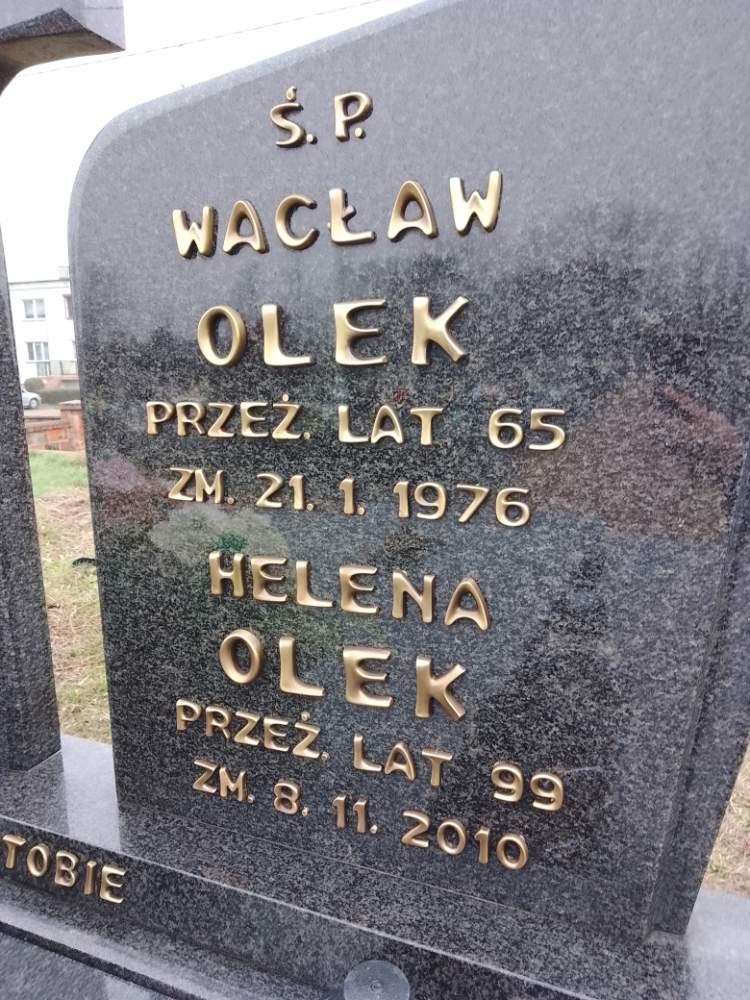 Ś. P.
WACŁAW
OLEK
PRZEŻ. LAT 65
ZM. 21. 1. 1976
HELENA
OLEK
PRZEŻ. LAT 99
ZM. 8. 11. 2010
TOBIE